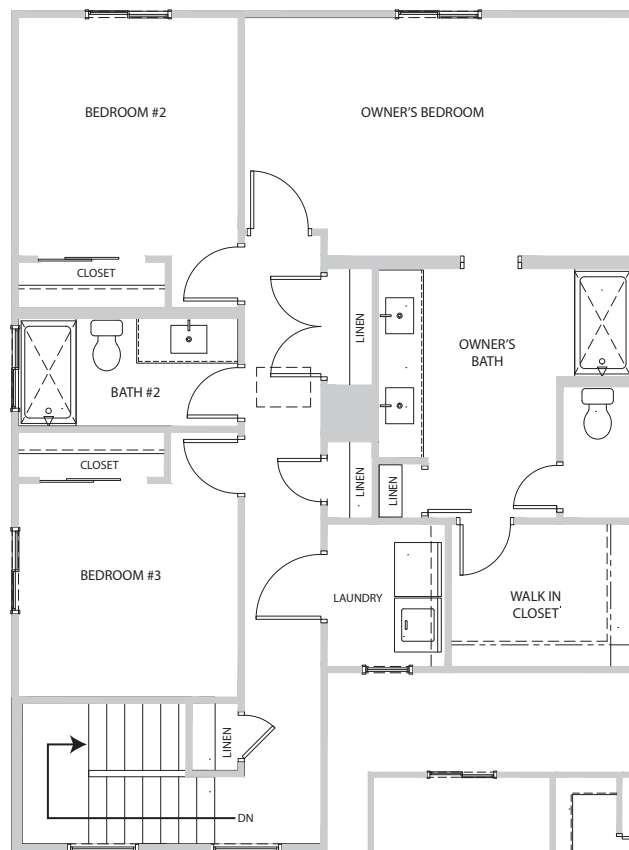 BEDROOM #2
OWNER'S BEDROOM
CLOSET
LINEN
OWNER'S
BATH
BATH #2
CLOSET
LINEN
LINEN
BEDROOM #3
LAUNDRY
WALK IN
CLOSET
LINEN
DN